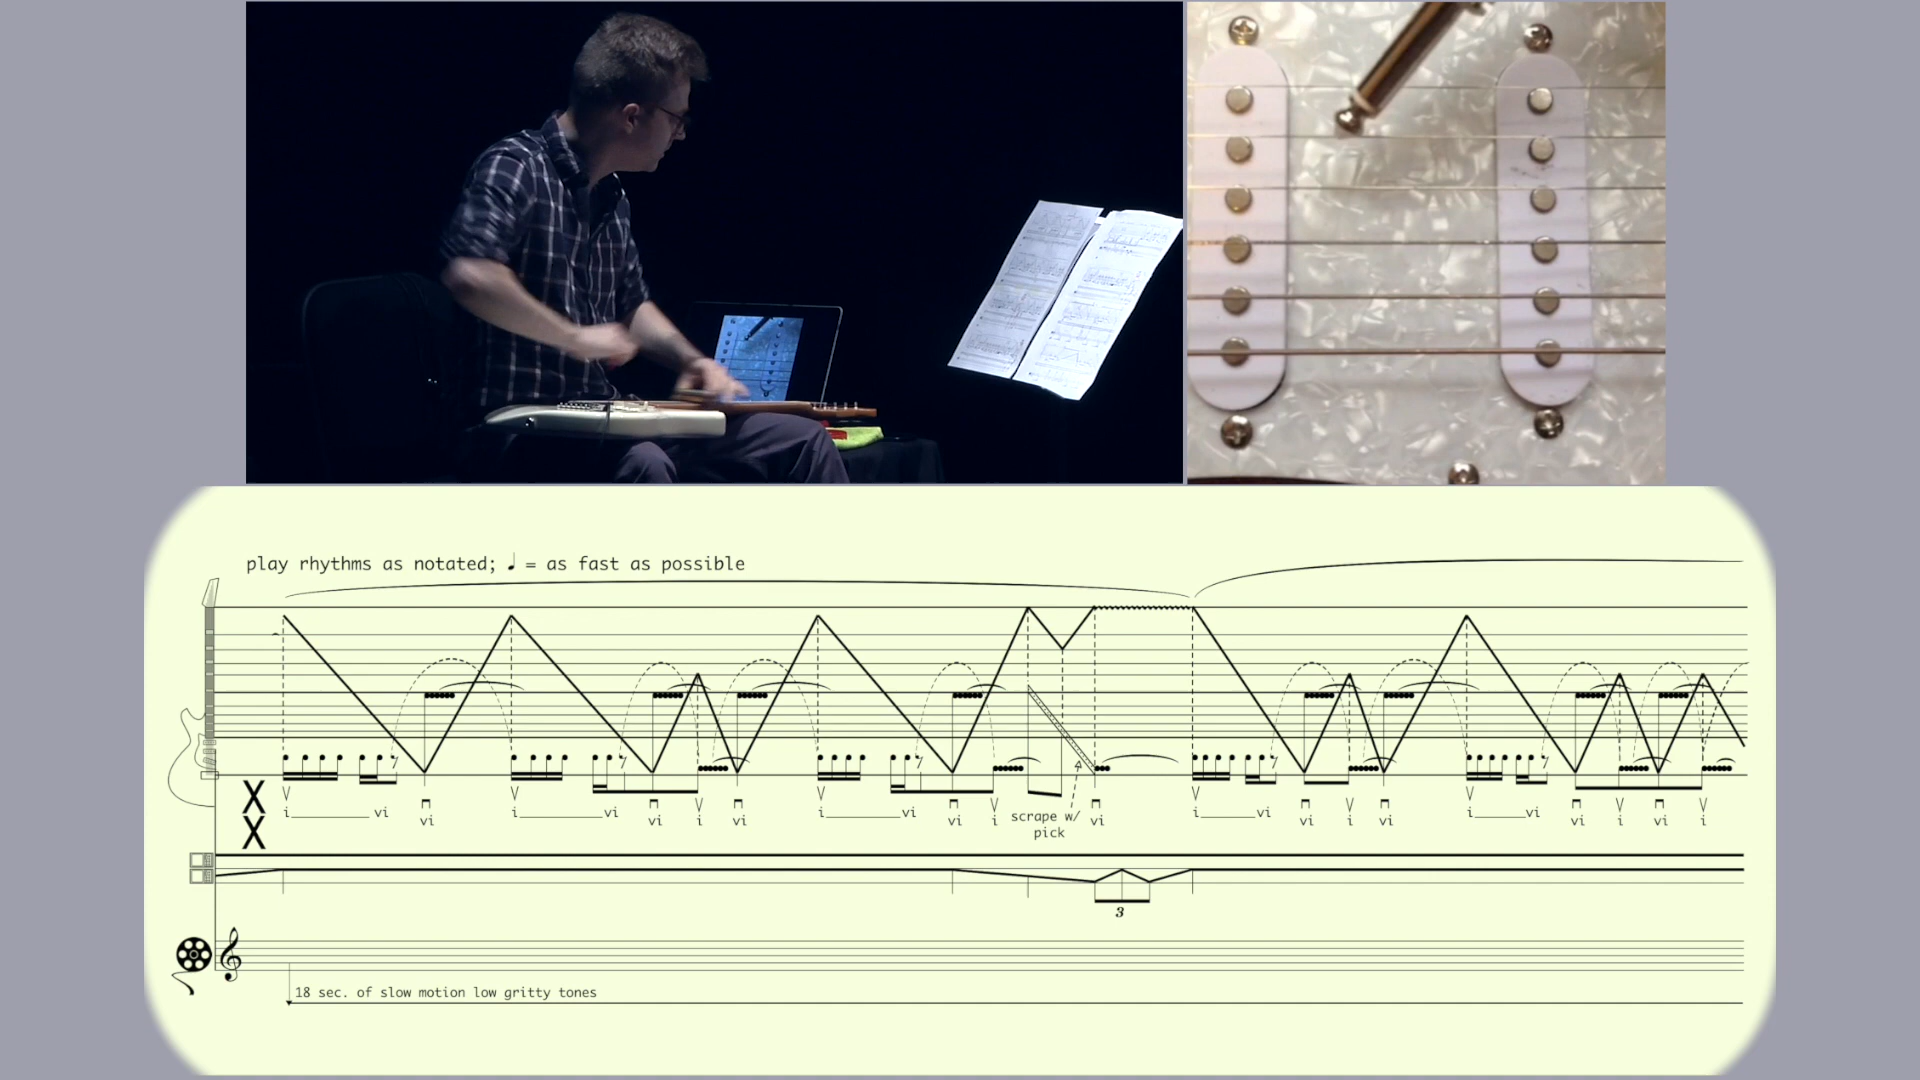 play rhythms as notated; ♩ = as fast as possible
X
X
i vi vi i vi vi i vi i vi vi i scrape w/ pick vi i vi vi i vi i vi vi i vi i
3
18 sec. of slow motion low gritty tones